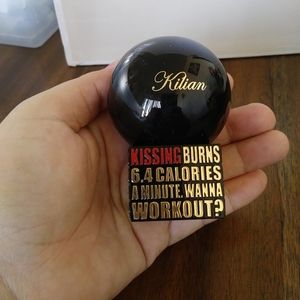 Kilian
KISSING BURNS
6.4 CALORIES
A MINUTE. WANNA
WORKOUT?